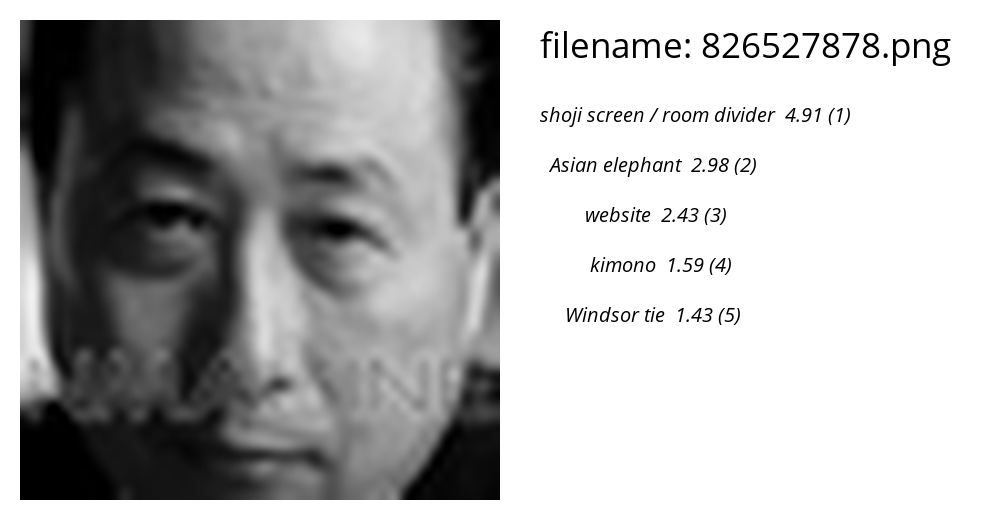 filename: 826527878.png
shoji screen / room divider 4.91 (1)
Asian elephant 2.98 (2)
website 2.43 (3)
kimono 1.59 (4)
Windsor tie 1.43 (5)